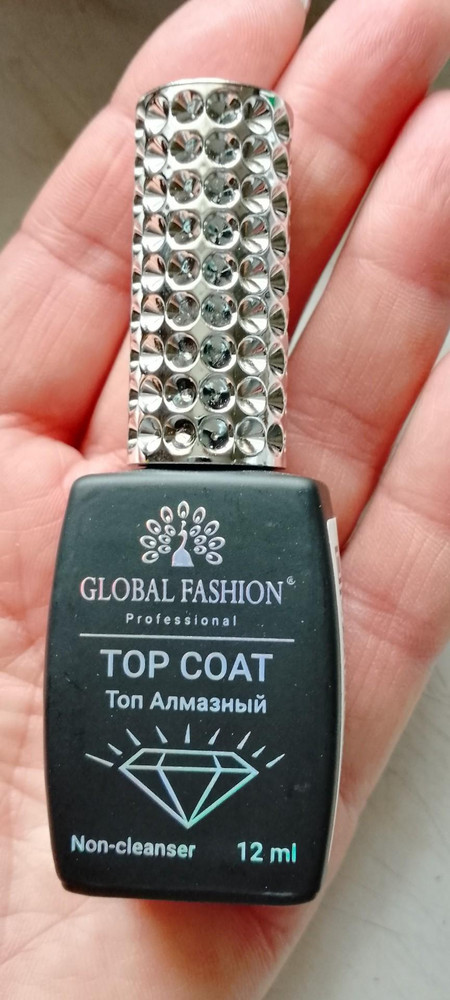 GLOBAL FASHION®
Professional
TOP COAT
Топ Алмазный
Non-cleanser 12 ml